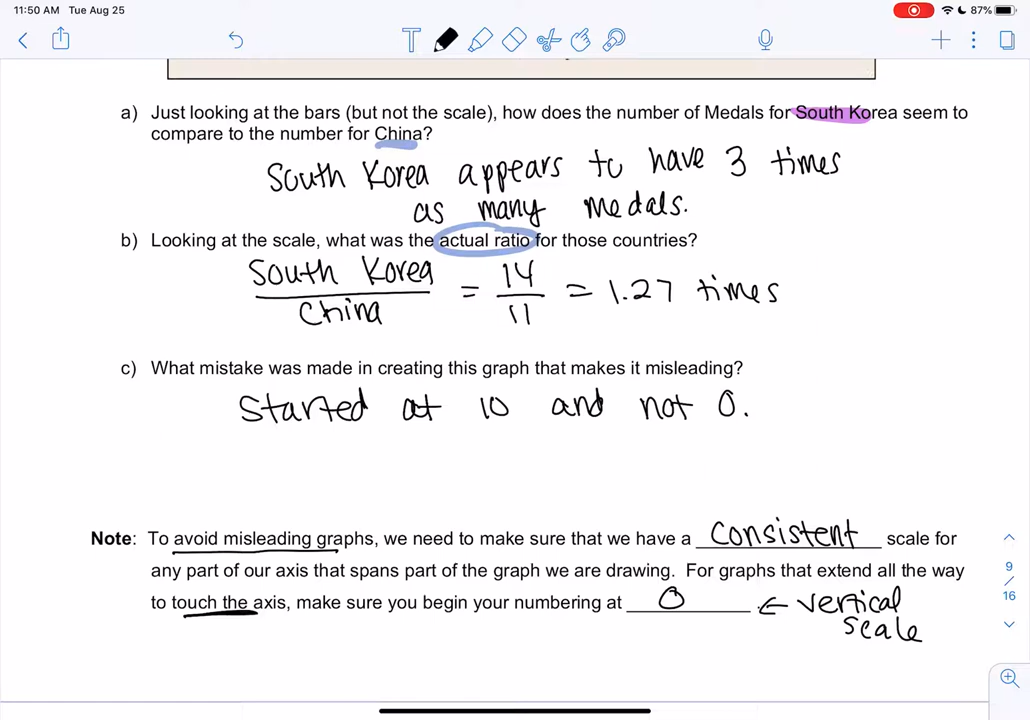 11:50 AM Tue Aug 25
87%
T
a) Just looking at the bars (but not the scale), how does the number of Medals for South Korea seem to
compare to the number for China?
South Korea appears to have 3 times
as many medals.
b) Looking at the scale, what was the actual ratio for those countries?
South Korea
China
= 14
11
= 1.27 times
c) What mistake was made in creating this graph that makes it misleading?
Started at 10 and not 0.
Note: To avoid misleading graphs, we need to make sure that we have a consistent scale for
any part of our axis that spans part of the graph we are drawing. For graphs that extend all the way
to touch the axis, make sure you begin your numbering at 0 ← vertical
scale
9
/
16